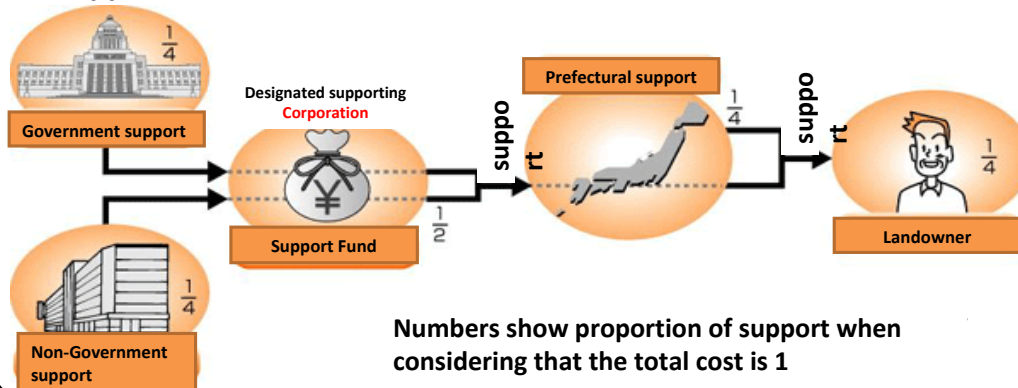 1/4
Government support
Designated supporting
Corporation
¥
Support Fund
1/2
Non-Government
support
1/4
suppo
rt
Prefectural support
1/4
suppo
rt
1/4
Landowner
Numbers show proportion of support when
considering that the total cost is 1